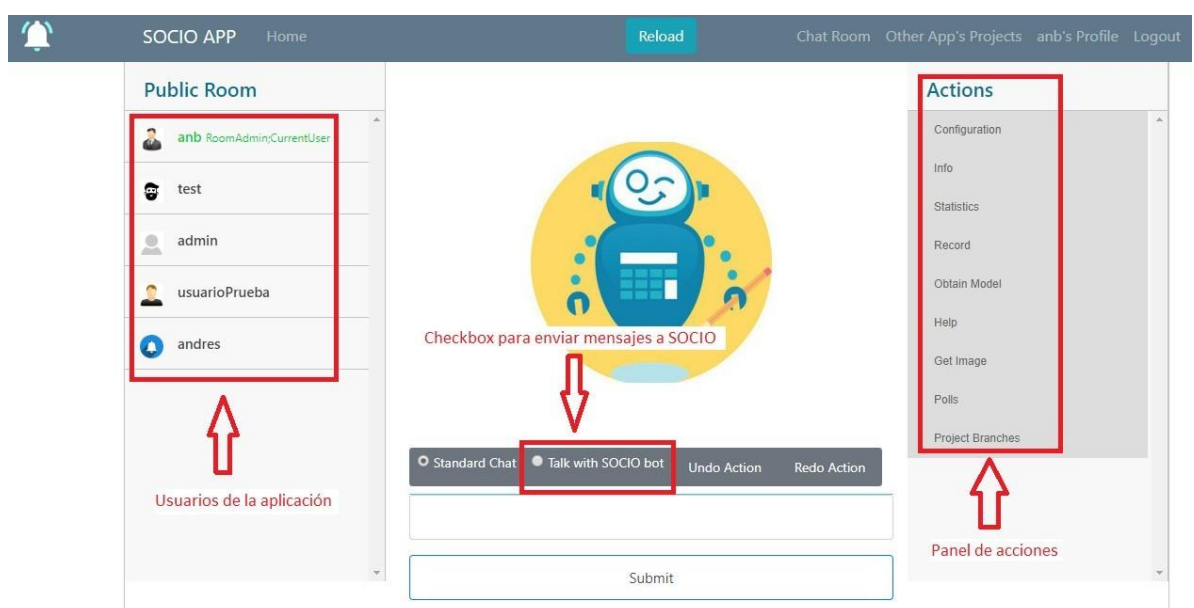 SOCIO APP Home Reload Chat Room Other App's Projects anb's Profile Logout
Public Room
anb RoomAdmin;CurrentUser
test
admin
usuarioPrueba
andres
Usuarios de la aplicación
Checkbox para enviar mensajes a SOCIO
Standard Chat Talk with SOCIO bot Undo Action Redo Action
Submit
Actions
Configuration
Info
Statistics
Record
Obtain Model
Help
Get Image
Polls
Project Branches
Panel de acciones